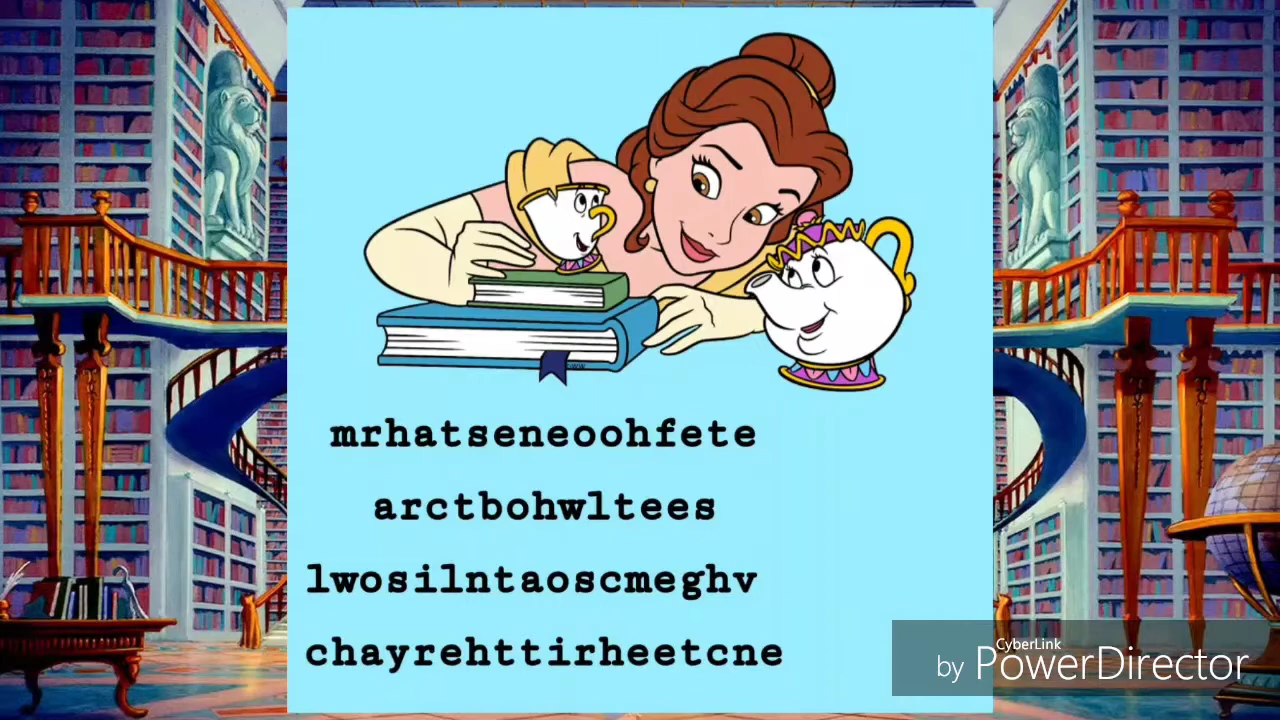 mrhatseneoohfete
arctbohwltees
lwosilntaoscmeghv
chayrehttirheetcne
CyberLink
by PowerDirector